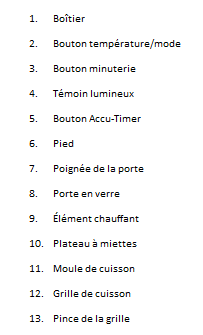 1. Boîtier
2. Bouton température/mode
3. Bouton minuterie
4. Témoin lumineux
5. Bouton Accu-Timer
6. Pied
7. Poignée de la porte
8. Porte en verre
9. Élément chauffant
10. Plateau à miettes
11. Moule de cuisson
12. Grille de cuisson
13. Pince de la grille